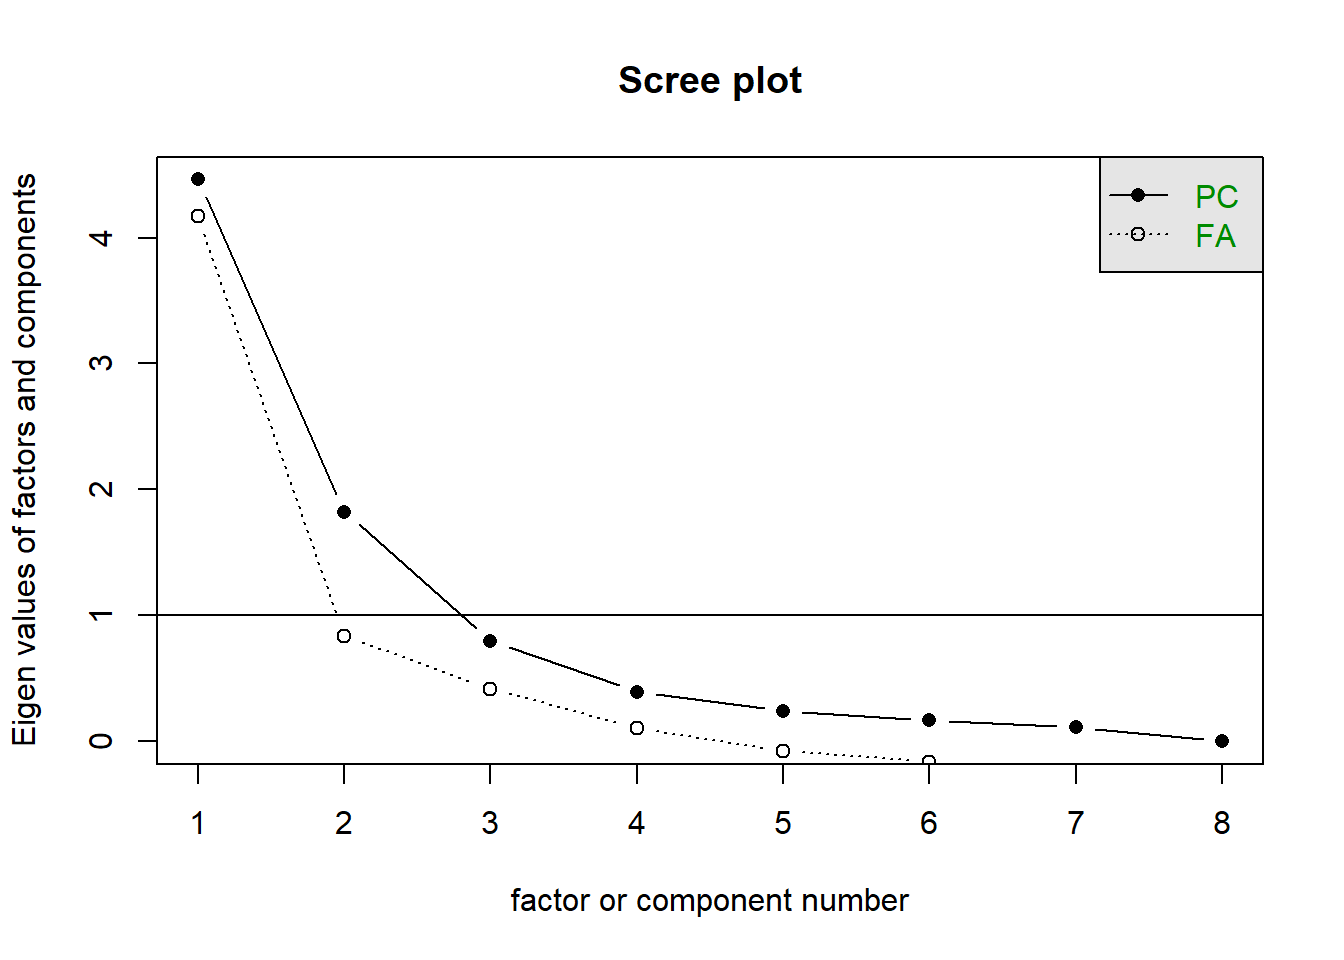 Scree plot
Eigen values of factors and components
4
3
2
1
0
PC
FA
1 2 3 4 5 6 7 8
factor or component number